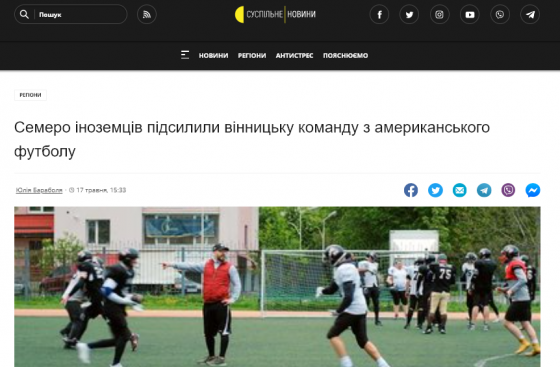 Пошук
СУСПІЛЬНЕ НОВИНИ
НОВИНИ РЕГІОНИ АНТИСТРЕС ПОЯСНЮЄМО
РЕГІОНИ
Семеро іноземців підсилили вінницьку команду з американського
футболу
Юлія Бараболя - 17 травня, 15:33
75